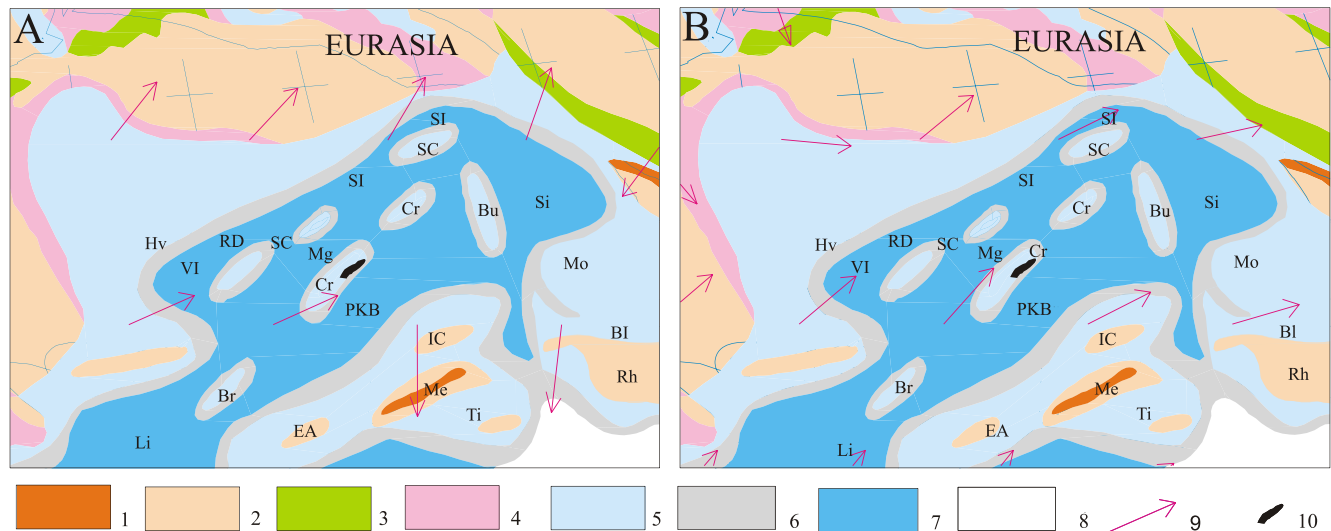 A
EURASIA
SI
SC
SI
Cr
Bu
Si
Hv
RD
SC
Mg
VI
Cr
Mo
PKB
IC
BI
Me
Rh
Br
Ti
EA
Li
B
EURASIA
SI
SC
SI
Cr
Bu
Si
Hv
RD
SC
Mg
Cr
VI
Mo
PKB
IC
Bl
Me
Rh
Br
Ti
EA
Li
1 2 3 4 5 6 7 8 9 10